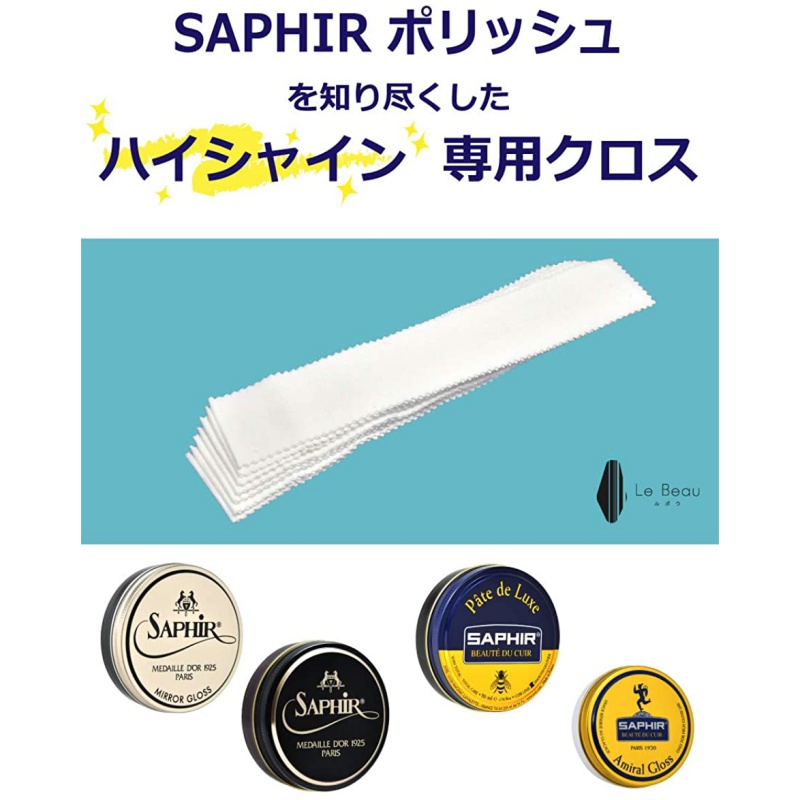 SAPHIR ポリッシュ
を知り尽くした
ハイシャイン 専用クロス
Le Beau
ルボウ
SAPHIR
MEDAILLE D'OR 1925
PARIS
MIRROR GLOSS
SAPHIR
MEDAILLE D'OR 1925
PARIS
Pâte de Luxe
SAPHIR
BEAUTÉ DU CUIR
SAPHIR
BEAUTÉ DU CUIR
PARIS 1920
Amiral Gloss